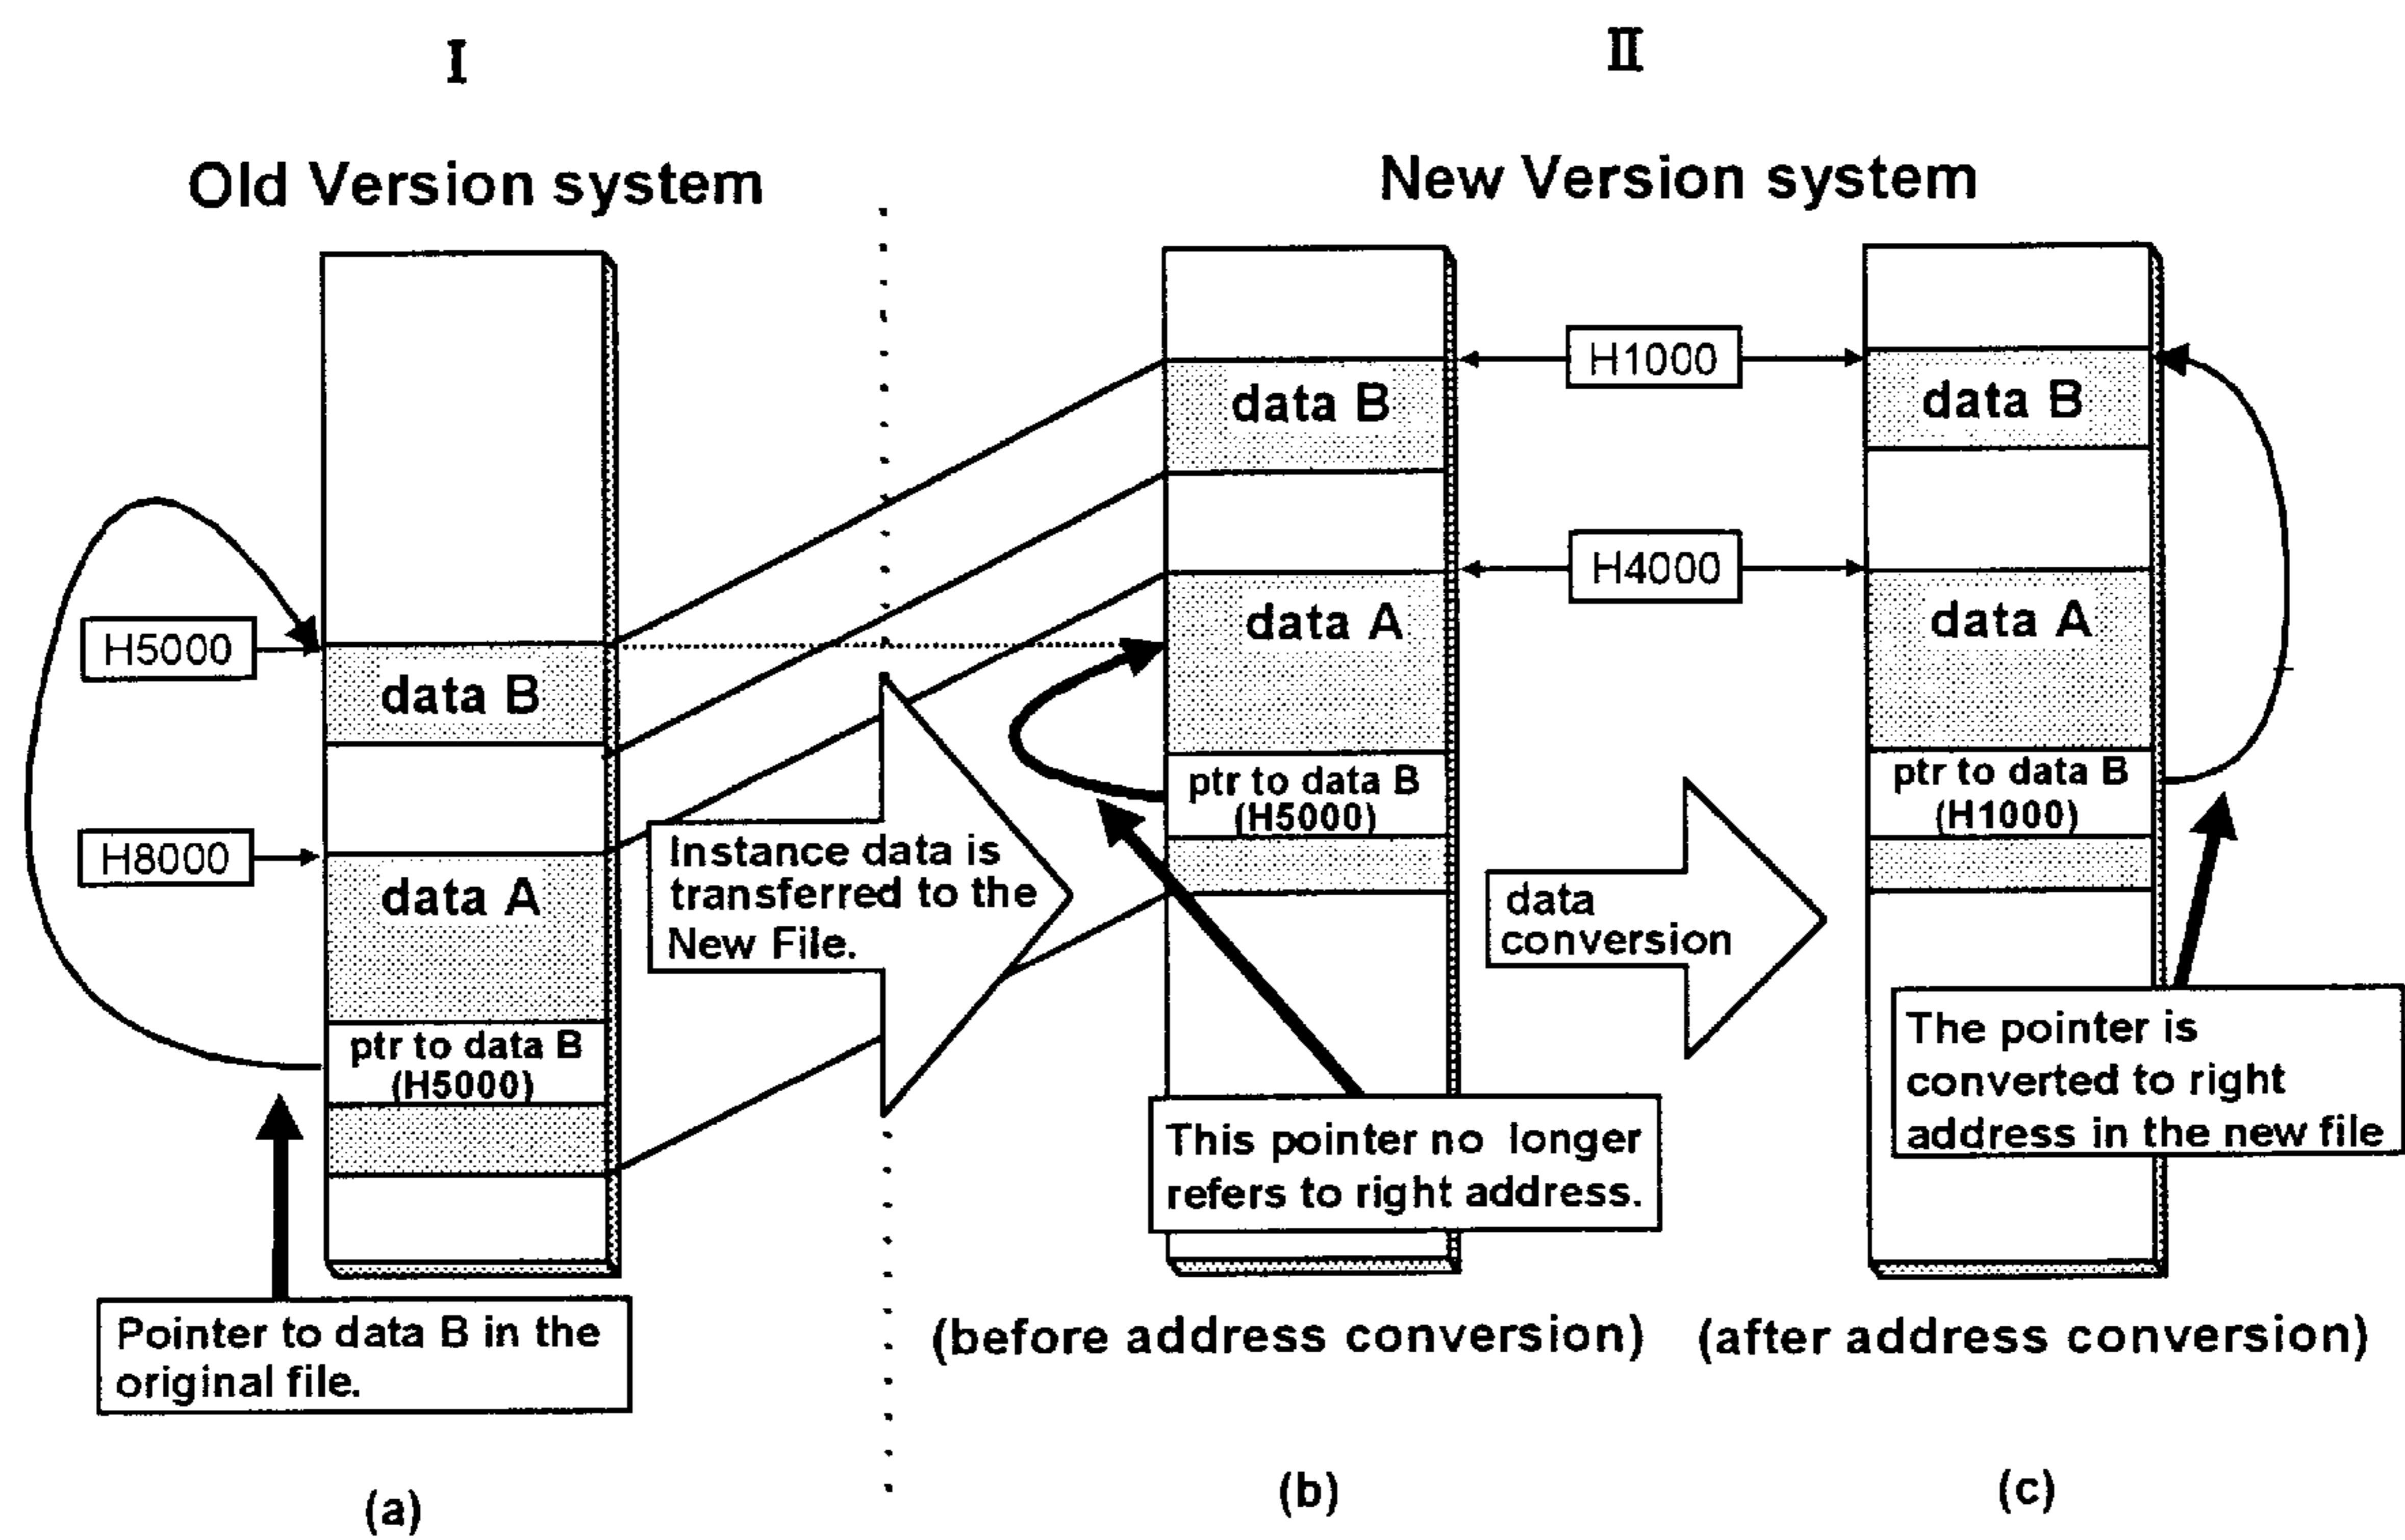 I
II
Old Version system
New Version system
H5000
data B
H8000
data A
ptr to data B
(H5000)
Pointer to data B in the
original file.
(a)
Instance data is
transferred to the
New File.
data B
H1000
H4000
data A
ptr to data B
(H5000)
This pointer no longer
refers to right address.
(before address conversion)
(b)
data
conversion
data B
data A
ptr to data B
(H1000)
The pointer is
converted to right
address in the new file
(after address conversion)
(c)